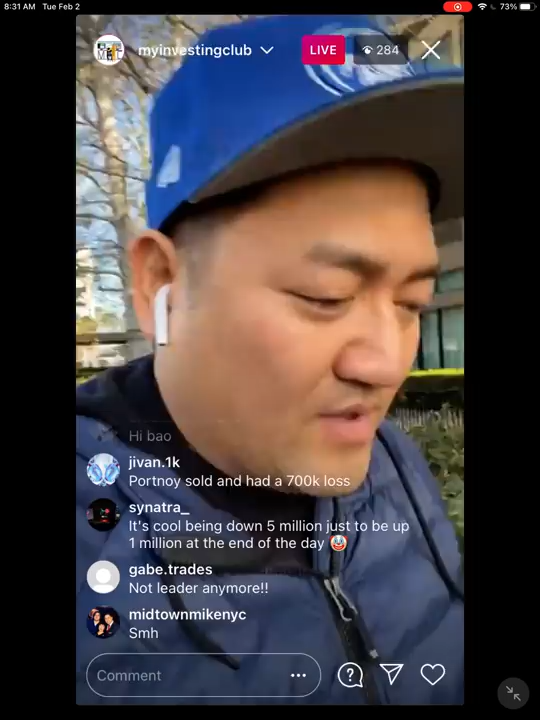 8:31 AM Tue Feb 2
73%
myinvestingclub
LIVE
284
Hi bao
jivan.1k
Portnoy sold and had a 700k loss
synatra_
It's cool being down 5 million just to be up
1 million at the end of the day 🤡
gabe.trades
Not leader anymore!!
midtownmikenyc
Smh
Comment